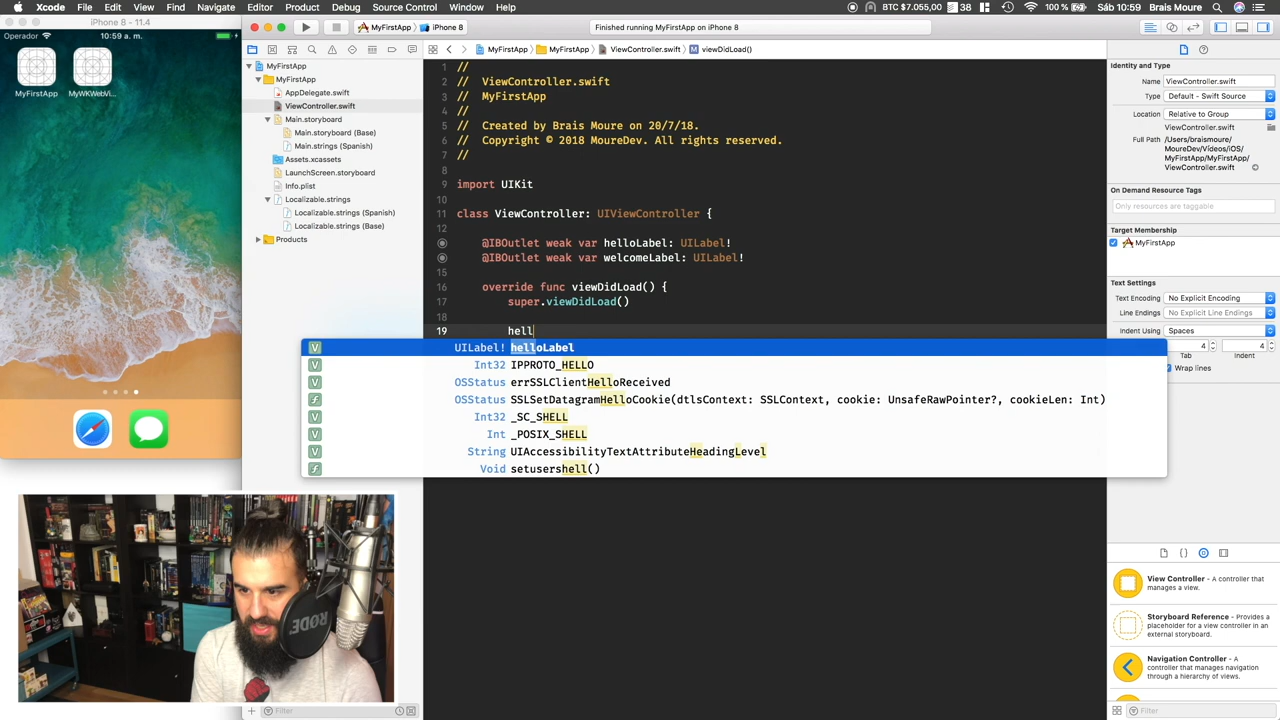 Xcode File Edit View Find Navigate Editor Product Debug Source Control Window Help
BTC $7.055,00 38 100% 10:59 Brais Moure
iPhone 8 - 11.4
Operador 10:59 a. m.
MyFirstApp MyWKWebVi...
MyFirstApp iPhone 8
Finished running MyFirstApp on iPhone 8
MyFirstApp MyFirstApp ViewController.swift M viewDidLoad()
MyFirstApp
MyFirstApp
AppDelegate.swift
ViewController.swift
Main.storyboard
Main.storyboard (Base)
Main.strings (Spanish)
Assets.xcassets
LaunchScreen.storyboard
Info.plist
Localizable.strings
Localizable.strings (Spanish)
Localizable.strings (Base)
Products
Filter
1 //
2 // ViewController.swift
3 // MyFirstApp
4 //
5 // Created by Brais Moure on 20/7/18.
6 // Copyright © 2018 MoureDev. All rights reserved.
7 //
8
9 import UIKit
10
11 class ViewController: UIViewController {
12
@IBOutlet weak var helloLabel: UILabel!
@IBOutlet weak var welcomeLabel: UILabel!
15
16 override func viewDidLoad() {
17 super.viewDidLoad()
18
19 hell
V UILabel! helloLabel
V Int32 IPPROTO_HELLO
V OSStatus errSSLClientHelloReceived
f OSStatus SSLSetDatagramHelloCookie(dtlsContext: SSLContext, cookie: UnsafeRawPointer?, cookieLen: Int)
V Int32 _SC_SHELL
V Int _POSIX_SHELL
V String UIAccessibilityTextAttributeHeadingLevel
f Void setusershell()
RODE
Identity and Type
Name ViewController.swift
Type Default - Swift Source
Location Relative to Group
ViewController.swift
Full Path /Users/braismoure/
MoureDev/Vídeos/iOS/
MyFirstApp/MyFirstApp/
ViewController.swift
On Demand Resource Tags
Only resources are taggable
Target Membership
MyFirstApp
Text Settings
Text Encoding No Explicit Encoding
Line Endings No Explicit Line Endings
Indent Using Spaces
4 4
Tab Indent
Wrap lines
View Controller - A controller that
manages a view.
Storyboard Reference - Provides a
placeholder for a view controller in an
external storyboard.
Navigation Controller - A
controller that manages navigation
through a hierarchy of views.
Filter